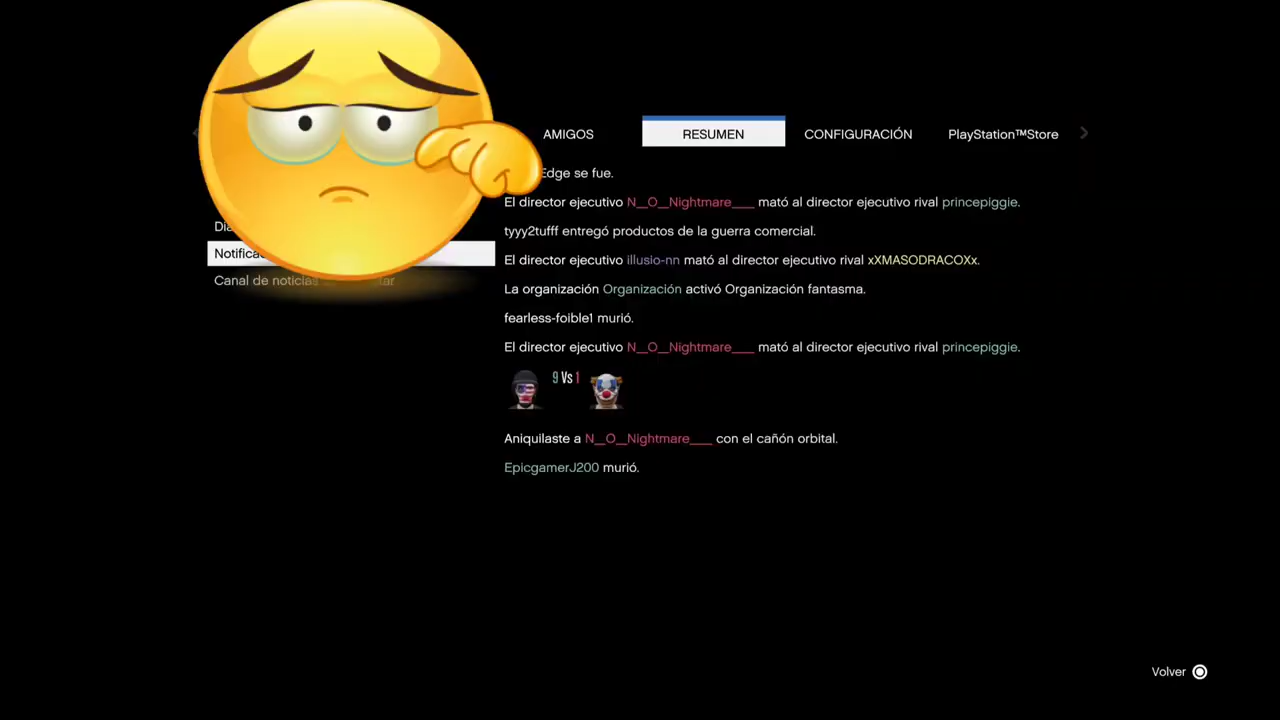 AMIGOS
RESUMEN
CONFIGURACIÓN
PlayStation™Store
Edge se fue.
El director ejecutivo N__O__Nightmare___ mató al director ejecutivo rival princepiggie.
tyyy2tufff entregó productos de la guerra comercial.
El director ejecutivo illusio-nn mató al director ejecutivo rival xXMASODRACOXx.
La organización Organización activó Organización fantasma.
fearless-foible1 murió.
El director ejecutivo N__O__Nightmare___ mató al director ejecutivo rival princepiggie.
9 Vs 1
Aniquilaste a N__O__Nightmare___ con el cañón orbital.
EpicgamerJ200 murió.
Canal de noticias
Volver